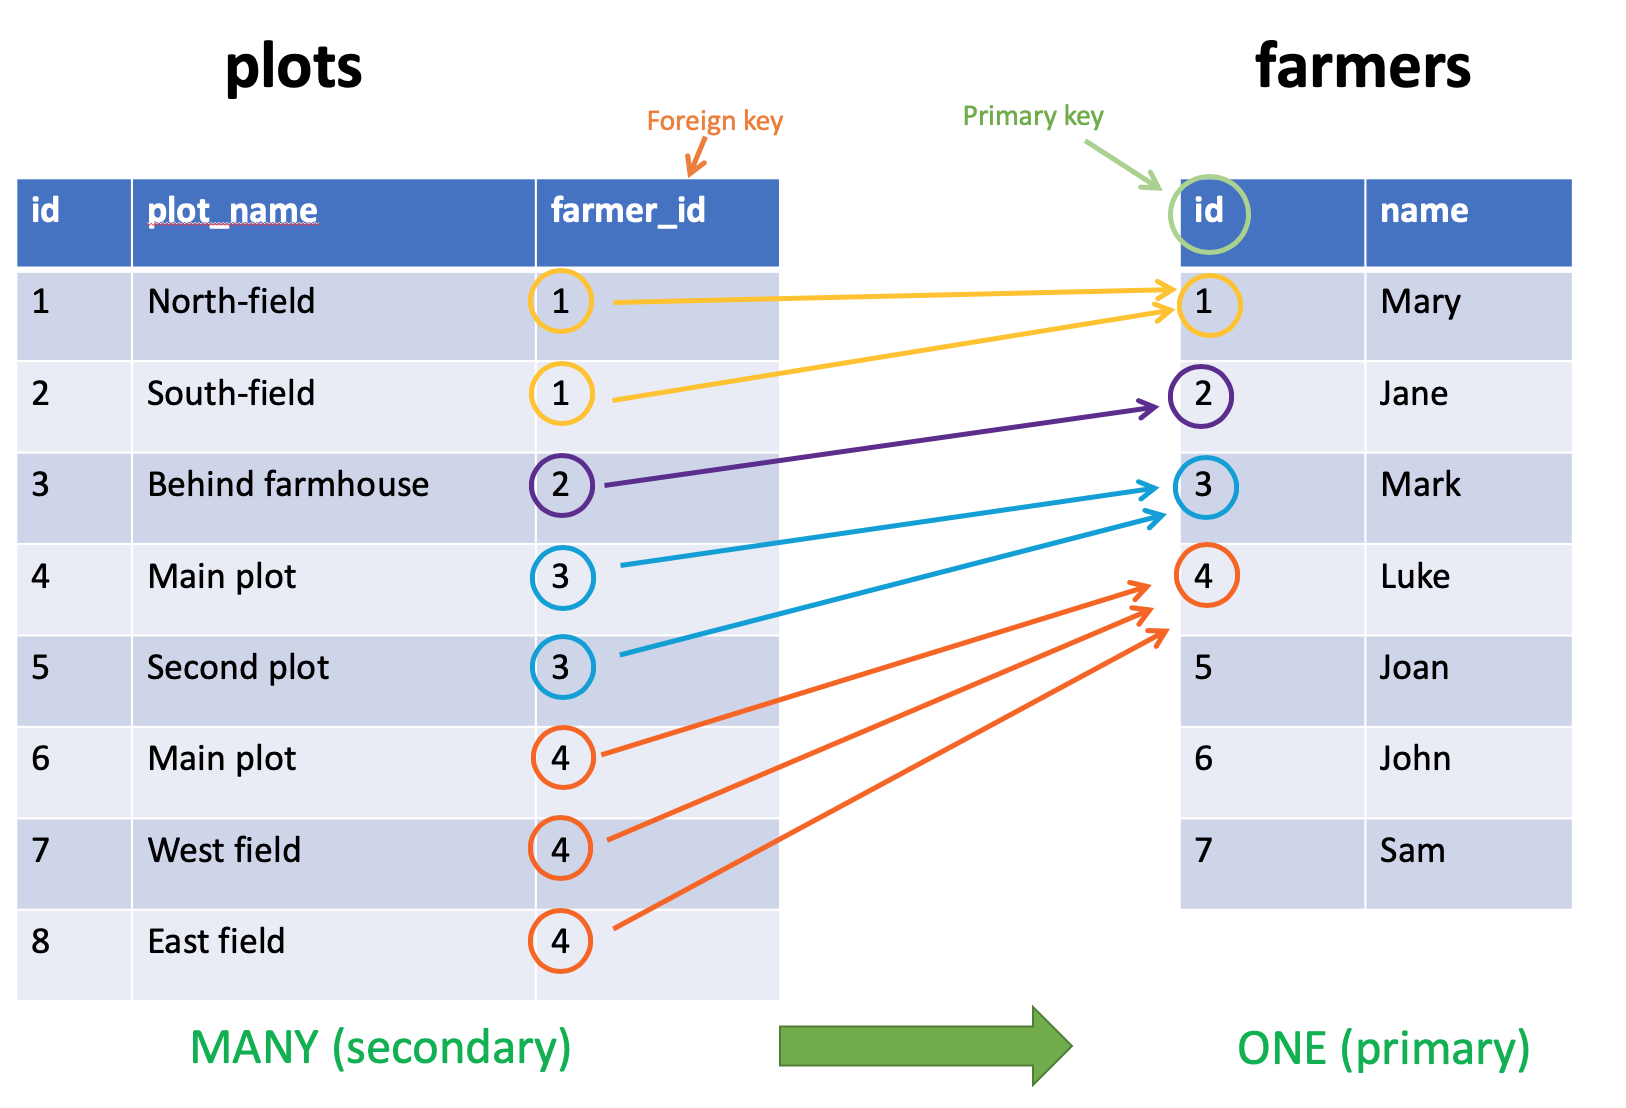 plots
farmers
Foreign key
Primary key
id plot_name farmer_id
1 North-field 1
2 South-field 1
3 Behind farmhouse 2
4 Main plot 3
5 Second plot 3
6 Main plot 4
7 West field 4
8 East field 4
id name
1 Mary
2 Jane
3 Mark
4 Luke
5 Joan
6 John
7 Sam
MANY (secondary)
ONE (primary)